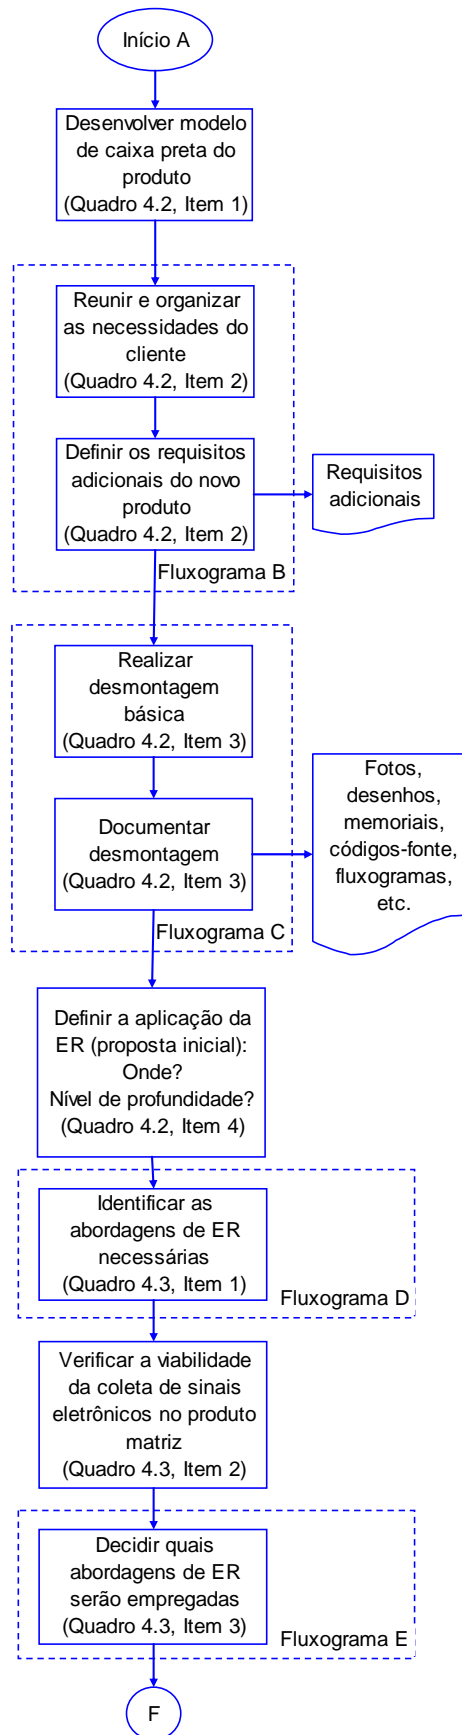 Início A
Desenvolver modelo
de caixa preta do
produto
(Quadro 4.2, Item 1)
Reunir e organizar
as necessidades do
cliente
(Quadro 4.2, Item 2)
Definir os requisitos
adicionais do novo
produto
(Quadro 4.2, Item 2)
Requisitos
adicionais
Fluxograma B
Realizar
desmontagem
básica
(Quadro 4.2, Item 3)
Documentar
desmontagem
(Quadro 4.2, Item 3)
Fotos,
desenhos,
memoriais,
códigos-fonte,
fluxogramas,
etc.
Fluxograma C
Definir a aplicação da
ER (proposta inicial):
Onde?
Nível de profundidade?
(Quadro 4.2, Item 4)
Identificar as
abordagens de ER
necessárias
(Quadro 4.3, Item 1)
Fluxograma D
Verificar a viabilidade
da coleta de sinais
eletrônicos no produto
matriz
(Quadro 4.3, Item 2)
Decidir quais
abordagens de ER
serão empregadas
(Quadro 4.3, Item 3)
Fluxograma E
F